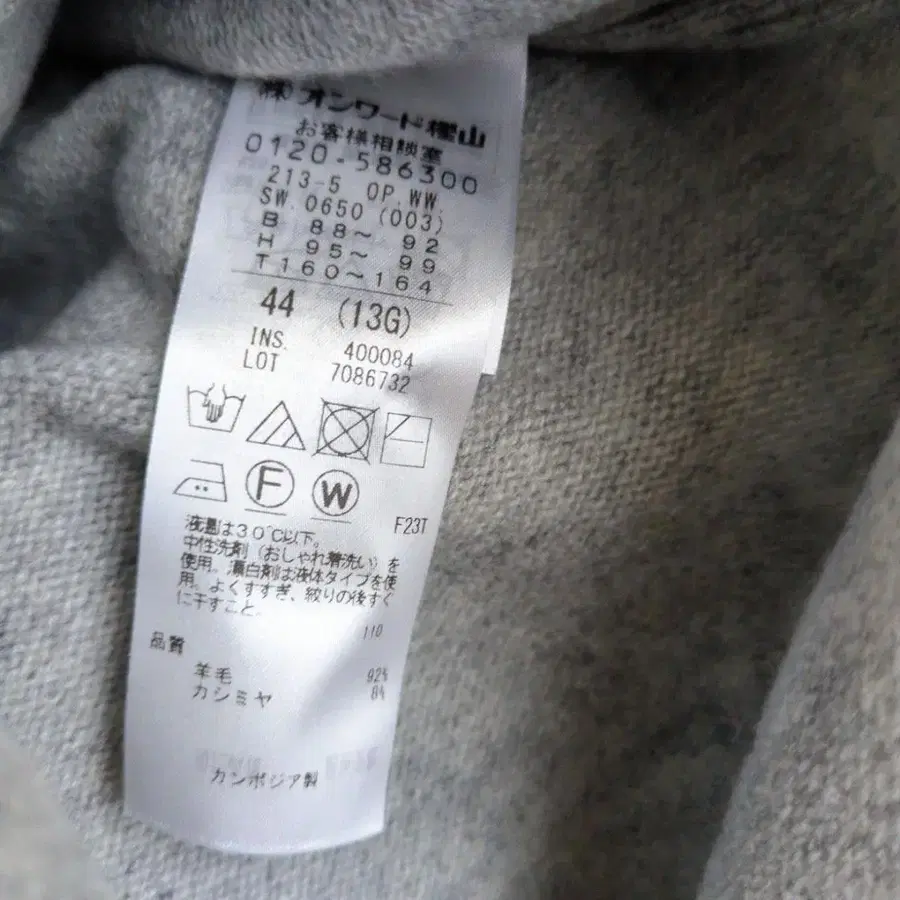 (株)オンワード樫山
お客様相談室
0120-586300
213-5 OP.WW.
SW.0650 (003)
B 88～ 92
H 95～ 99
T160～164
44 (13G)
INS. 400084
LOT 7086732
F W
F23T
液温は30℃以下。
中性洗剤（おしゃれ着洗い）を
使用。漂白剤は液体タイプを使
用。よくすすぎ、絞りの後すぐ
に干すこと。
110
品質
羊毛 92%
カシミヤ 8%
カンボジア製